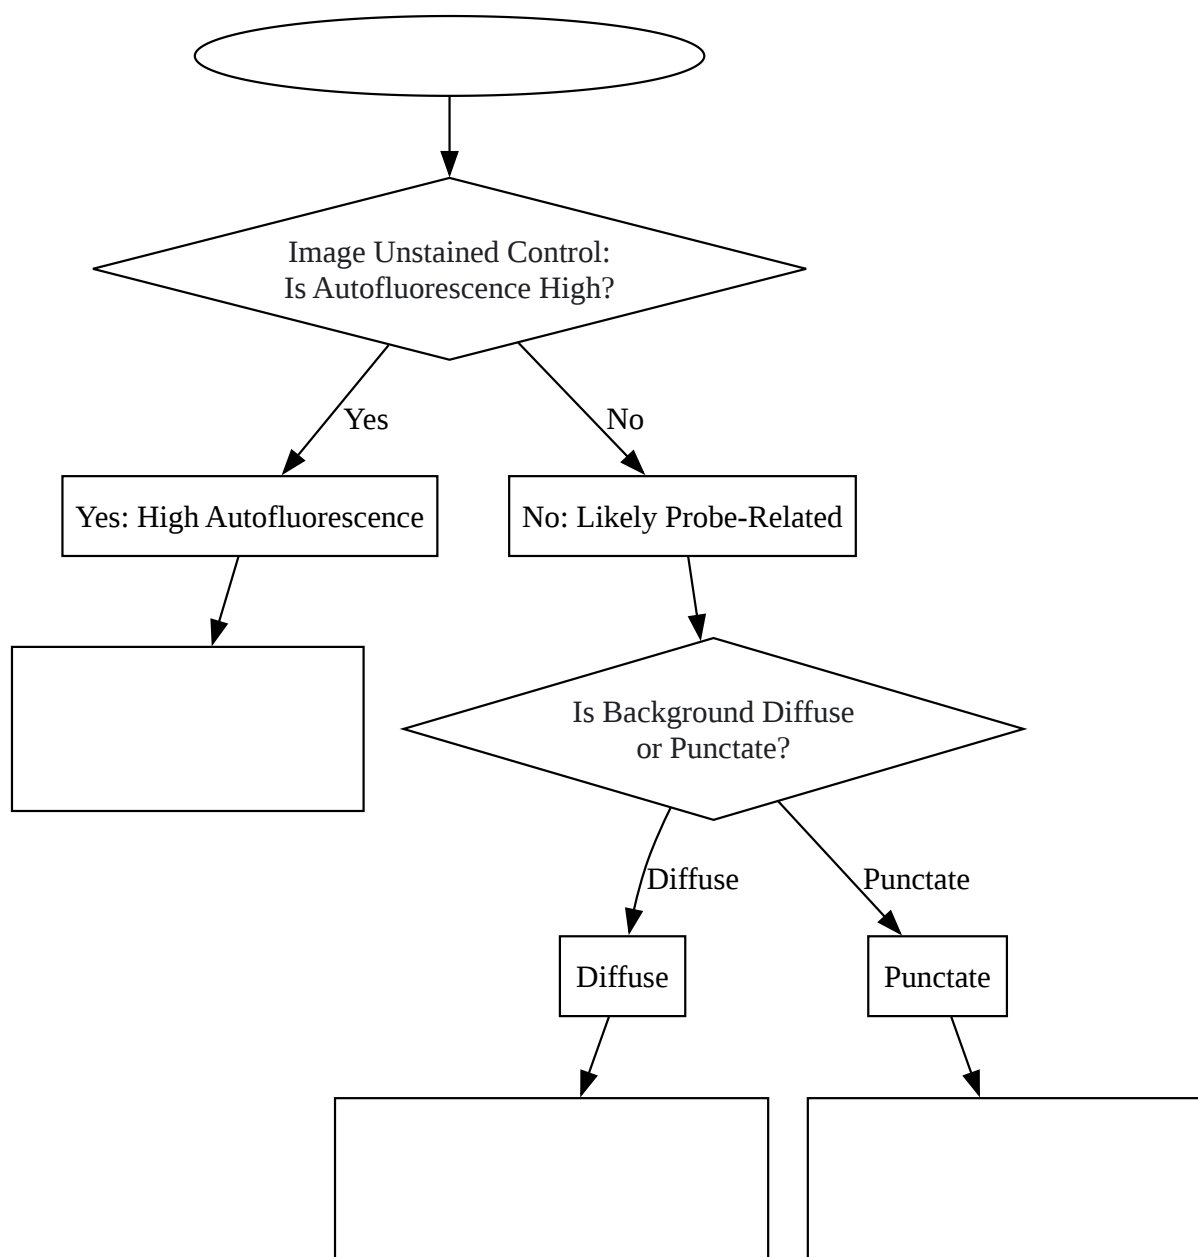 Image Unstained Control:
Is Autofluorescence High?
Yes
No
Yes: High Autofluorescence
No: Likely Probe-Related
Is Background Diffuse
or Punctate?
Diffuse
Punctate
Diffuse
Punctate